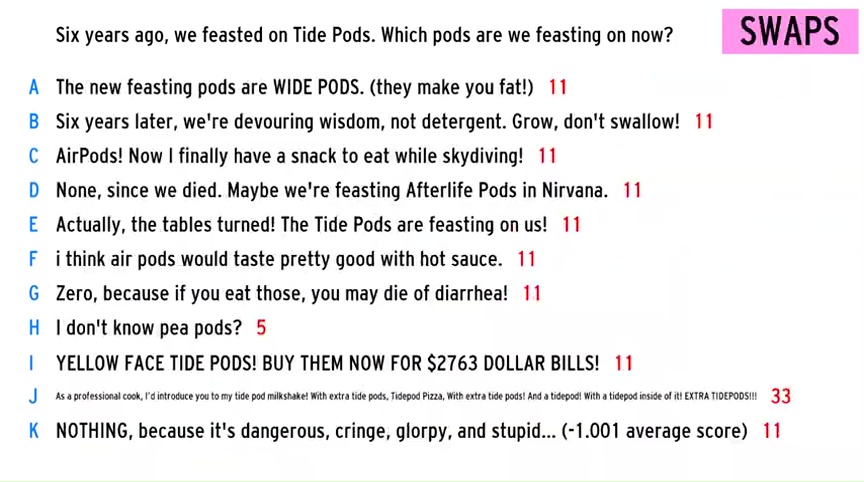 Six years ago, we feasted on Tide Pods. Which pods are we feasting on now?
SWAPS
A The new feasting pods are WIDE PODS. (they make you fat!) 11
B Six years later, we're devouring wisdom, not detergent. Grow, don't swallow! 11
C AirPods! Now I finally have a snack to eat while skydiving! 11
D None, since we died. Maybe we're feasting Afterlife Pods in Nirvana. 11
E Actually, the tables turned! The Tide Pods are feasting on us! 11
F i think air pods would taste pretty good with hot sauce. 11
G Zero, because if you eat those, you may die of diarrhea! 11
H I don't know pea pods? 5
I YELLOW FACE TIDE PODS! BUY THEM NOW FOR $2763 DOLLAR BILLS! 11
J As a professional cook, I'd introduce you to my tide pod milkshake! With extra tide pods, Tidepod Pizza, With extra tide pods! And a tidepod! With a tidepod inside of it! EXTRA TIDEPODS!!! 33
K NOTHING, because it's dangerous, cringe, glorpy, and stupid... (-1.001 average score) 11